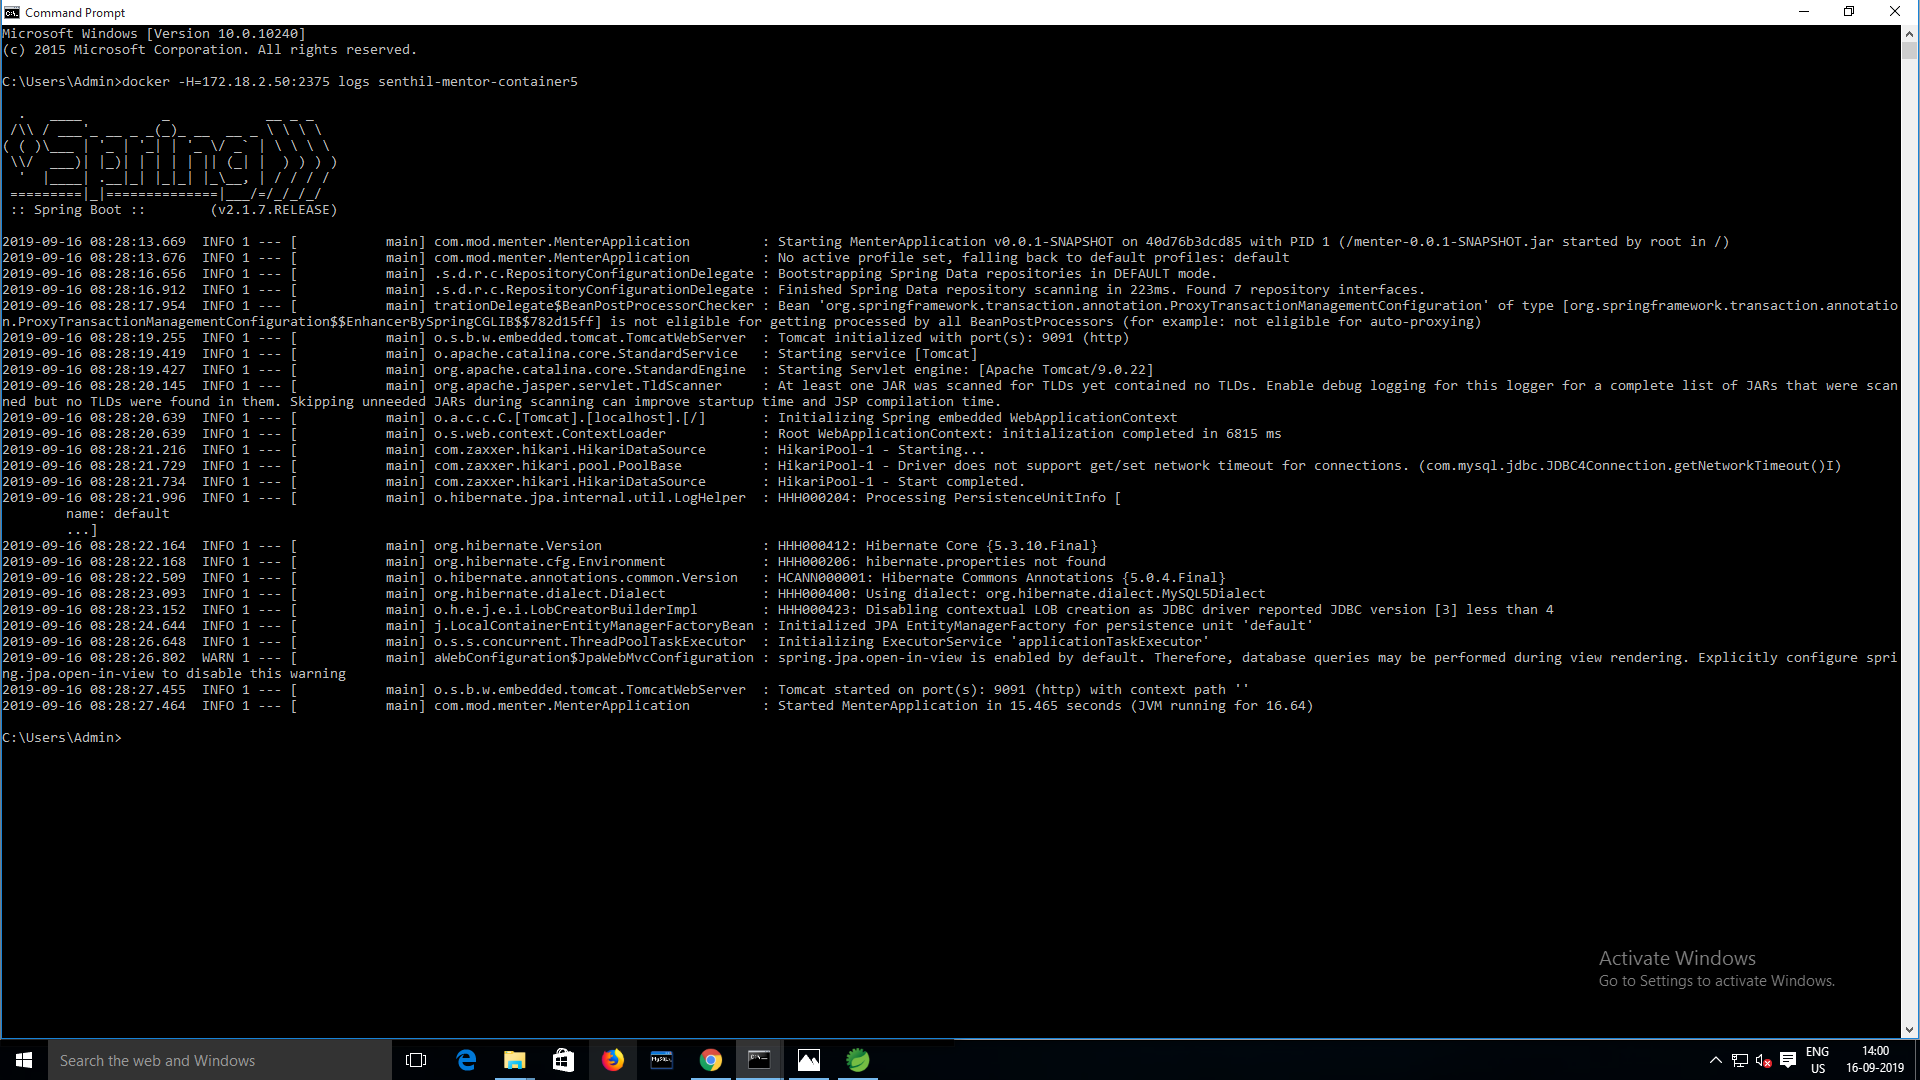 Command Prompt
Microsoft Windows [Version 10.0.10240]
(c) 2015 Microsoft Corporation. All rights reserved.
C:\Users\Admin>docker -H=172.18.2.50:2375 logs senthil-mentor-container5
  .   ____          _            __ _ _
 /\\ / ___'_ __ _ _(_)_ __  __ _ \ \ \ \
( ( )\___ | '_ | '_| | '_ \/ _` | \ \ \ \
 \\/  ___)| |_)| | | | | || (_| |  ) ) ) )
  '  |____| .__|_| |_|_| |_\__, | / / / /
 =========|_|==============|___/=/_/_/_/
 :: Spring Boot ::        (v2.1.7.RELEASE)
2019-09-16 08:28:13.669  INFO 1 --- [           main] com.mod.menter.MenterApplication         : Starting MenterApplication v0.0.1-SNAPSHOT on 40d76b3dcd85 with PID 1 (/menter-0.0.1-SNAPSHOT.jar started by root in /)
2019-09-16 08:28:13.676  INFO 1 --- [           main] com.mod.menter.MenterApplication         : No active profile set, falling back to default profiles: default
2019-09-16 08:28:16.656  INFO 1 --- [           main] .s.d.r.c.RepositoryConfigurationDelegate : Bootstrapping Spring Data repositories in DEFAULT mode.
2019-09-16 08:28:16.912  INFO 1 --- [           main] .s.d.r.c.RepositoryConfigurationDelegate : Finished Spring Data repository scanning in 223ms. Found 7 repository interfaces.
2019-09-16 08:28:17.954  INFO 1 --- [           main] trationDelegate$BeanPostProcessorChecker : Bean 'org.springframework.transaction.annotation.ProxyTransactionManagementConfiguration' of type [org.springframework.transaction.annotatio
n.ProxyTransactionManagementConfiguration$$EnhancerBySpringCGLIB$$782d15ff] is not eligible for getting processed by all BeanPostProcessors (for example: not eligible for auto-proxying)
2019-09-16 08:28:19.255  INFO 1 --- [           main] o.s.b.w.embedded.tomcat.TomcatWebServer  : Tomcat initialized with port(s): 9091 (http)
2019-09-16 08:28:19.419  INFO 1 --- [           main] o.apache.catalina.core.StandardService   : Starting service [Tomcat]
2019-09-16 08:28:19.427  INFO 1 --- [           main] org.apache.catalina.core.StandardEngine  : Starting Servlet engine: [Apache Tomcat/9.0.22]
2019-09-16 08:28:20.145  INFO 1 --- [           main] org.apache.jasper.servlet.TldScanner     : At least one JAR was scanned for TLDs yet contained no TLDs. Enable debug logging for this logger for a complete list of JARs that were scan
ned but no TLDs were found in them. Skipping unneeded JARs during scanning can improve startup time and JSP compilation time.
2019-09-16 08:28:20.639  INFO 1 --- [           main] o.a.c.c.C.[Tomcat].[localhost].[/]       : Initializing Spring embedded WebApplicationContext
2019-09-16 08:28:20.639  INFO 1 --- [           main] o.s.web.context.ContextLoader            : Root WebApplicationContext: initialization completed in 6815 ms
2019-09-16 08:28:21.216  INFO 1 --- [           main] com.zaxxer.hikari.HikariDataSource       : HikariPool-1 - Starting...
2019-09-16 08:28:21.729  INFO 1 --- [           main] com.zaxxer.hikari.pool.PoolBase          : HikariPool-1 - Driver does not support get/set network timeout for connections. (com.mysql.jdbc.JDBC4Connection.getNetworkTimeout()I)
2019-09-16 08:28:21.734  INFO 1 --- [           main] com.zaxxer.hikari.HikariDataSource       : HikariPool-1 - Start completed.
2019-09-16 08:28:21.996  INFO 1 --- [           main] o.hibernate.jpa.internal.util.LogHelper  : HHH000204: Processing PersistenceUnitInfo [
        name: default
        ...]
2019-09-16 08:28:22.164  INFO 1 --- [           main] org.hibernate.Version                    : HHH000412: Hibernate Core {5.3.10.Final}
2019-09-16 08:28:22.168  INFO 1 --- [           main] org.hibernate.cfg.Environment            : HHH000206: hibernate.properties not found
2019-09-16 08:28:22.509  INFO 1 --- [           main] o.hibernate.annotations.common.Version   : HCANN000001: Hibernate Commons Annotations {5.0.4.Final}
2019-09-16 08:28:23.093  INFO 1 --- [           main] org.hibernate.dialect.Dialect            : HHH000400: Using dialect: org.hibernate.dialect.MySQL5Dialect
2019-09-16 08:28:23.152  INFO 1 --- [           main] o.h.e.j.e.i.LobCreatorBuilderImpl        : HHH000423: Disabling contextual LOB creation as JDBC driver reported JDBC version [3] less than 4
2019-09-16 08:28:24.644  INFO 1 --- [           main] j.LocalContainerEntityManagerFactoryBean : Initialized JPA EntityManagerFactory for persistence unit 'default'
2019-09-16 08:28:26.648  INFO 1 --- [           main] o.s.s.concurrent.ThreadPoolTaskExecutor  : Initializing ExecutorService 'applicationTaskExecutor'
2019-09-16 08:28:26.802  WARN 1 --- [           main] aWebConfiguration$JpaWebMvcConfiguration : spring.jpa.open-in-view is enabled by default. Therefore, database queries may be performed during view rendering. Explicitly configure spri
ng.jpa.open-in-view to disable this warning
2019-09-16 08:28:27.455  INFO 1 --- [           main] o.s.b.w.embedded.tomcat.TomcatWebServer  : Tomcat started on port(s): 9091 (http) with context path ''
2019-09-16 08:28:27.464  INFO 1 --- [           main] com.mod.menter.MenterApplication         : Started MenterApplication in 15.465 seconds (JVM running for 16.64)
C:\Users\Admin>
Activate Windows
Go to Settings to activate Windows.
Search the web and Windows
MySQL
ENG
US
14:00
16-09-2019